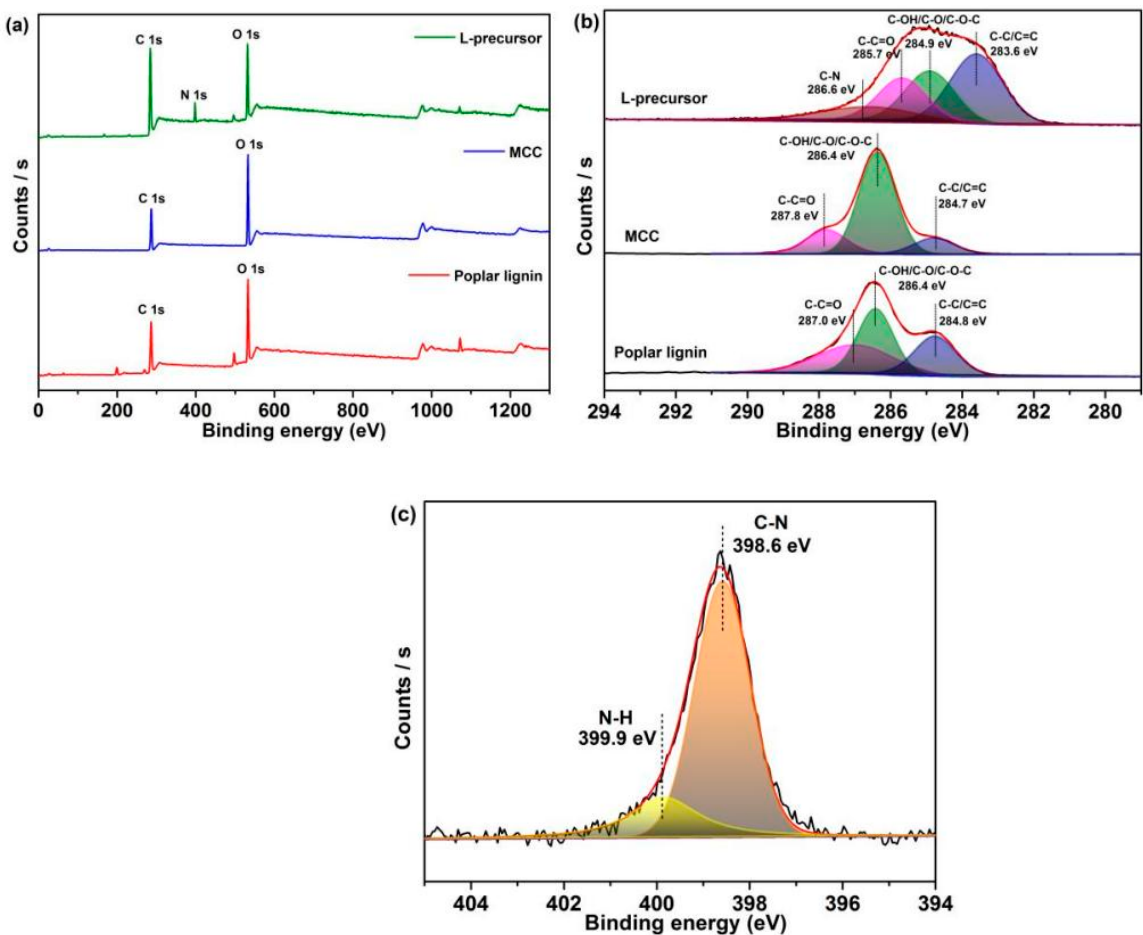 (a)
C 1s
O 1s
L-precursor
N 1s
O 1s
MCC
C 1s
O 1s
Poplar lignin
C 1s
Counts / s
0 200 400 600 800 1000 1200
Binding energy (eV)
(b)
C-OH/C-O/C-O-C
284.9 eV
C-C=O
285.7 eV
C-C/C=C
283.6 eV
C-N
286.6 eV
L-precursor
C-OH/C-O/C-O-C
286.4 eV
C-C=O
287.8 eV
C-C/C=C
284.7 eV
MCC
C-OH/C-O/C-O-C
286.4 eV
C-C=O
287.0 eV
C-C/C=C
284.8 eV
Poplar lignin
Counts / s
294 292 290 288 286 284 282 280
Binding energy (eV)
(c)
C-N
398.6 eV
N-H
399.9 eV
Counts / s
404 402 400 398 396 394
Binding energy (eV)